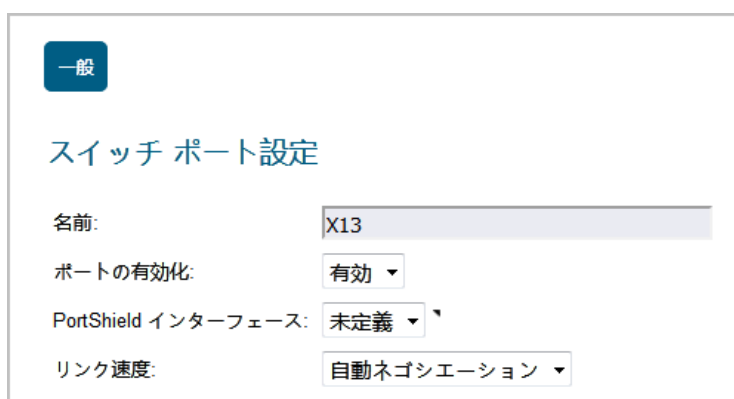 一般
スイッチ ポート設定
名前: X13
ポートの有効化: 有効
PortShield インターフェース: 未定義
リンク速度: 自動ネゴシエーション